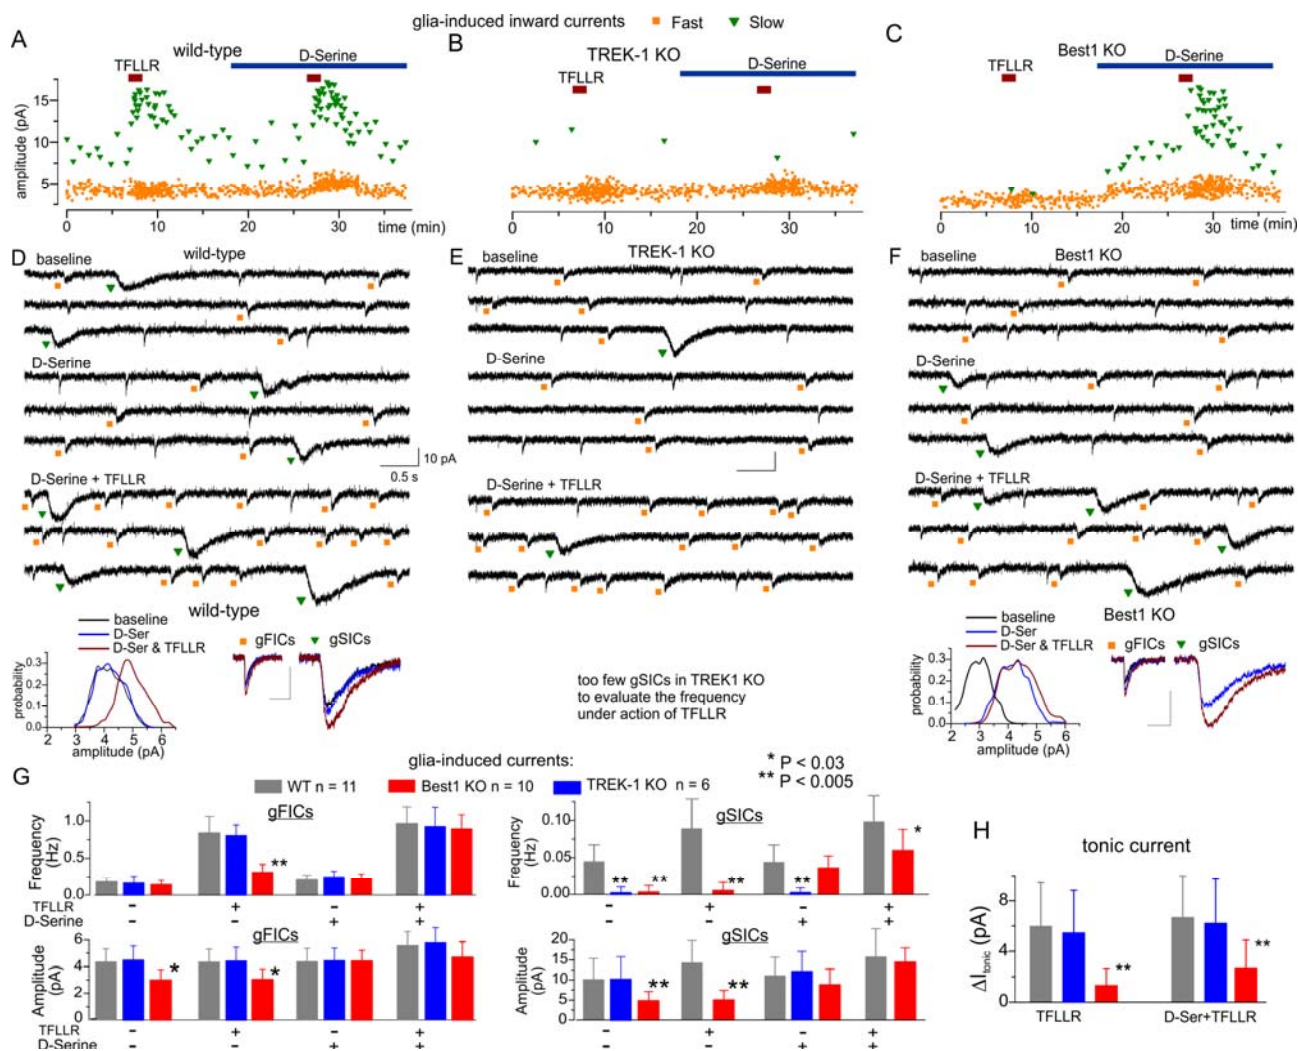 glia-induced inward currents Fast Slow
A wild-type
TFLLR D-Serine
amplitude (pA)
15
10
5
0 10 20 30 time (min)
B TREK-1 KO
TFLLR D-Serine
0 10 20 30 time (min)
C Best1 KO
TFLLR D-Serine
0 10 20 30 time (min)
D wild-type
baseline
D-Serine
10 pA
0.5 s
D-Serine + TFLLR
E TREK-1 KO
baseline
D-Serine
D-Serine + TFLLR
F Best1 KO
baseline
D-Serine
D-Serine + TFLLR
wild-type
baseline
D-Ser
D-Ser & TFLLR
gFICs gSICs
probability
0.3
0.2
0.1
0.0
2 3 4 5 6
amplitude (pA)
too few gSICs in TREK1 KO
to evaluate the frequency
under action of TFLLR
Best1 KO
baseline
D-Ser
D-Ser & TFLLR
gFICs gSICs
probability
0.3
0.2
0.1
0.0
2 3 4 5 6
amplitude (pA)
G glia-induced currents:
* P < 0.03
** P < 0.005
WT n = 11 Best1 KO n = 10 TREK-1 KO n = 6
gFICs
Frequency
(Hz)
1.0
0.5
0.0
**
TFLLR - + - +
D-Serine - - + +
gSICs
Frequency
(Hz)
0.10
0.05
0.00
** ** ** ** *
- + - +
- - + +
gFICs
Amplitude
(pA)
6
4
2
0
* *
TFLLR - + - +
D-Serine - - + +
gSICs
Amplitude
(pA)
20
15
10
5
0
** **
- + - +
- - + +
H tonic current
ΔItonic (pA)
6
3
0
** **
TFLLR D-Ser+TFLLR